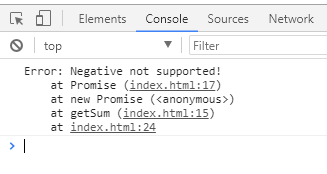 Elements Console Sources Network
top Filter
Error: Negative not supported!
at Promise (index.html:17)
at new Promise (<anonymous>)
at getSum (index.html:15)
at index.html:24
>